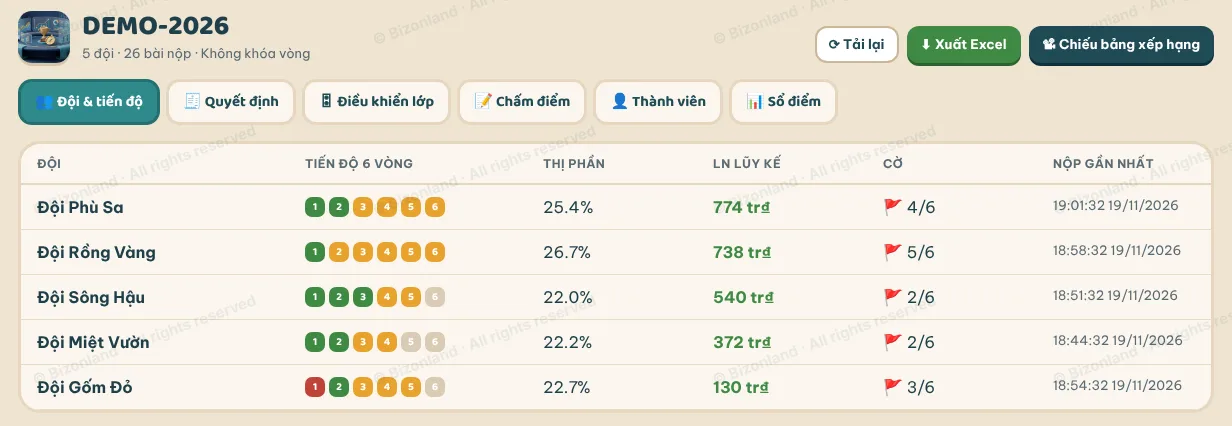 DEMO-2026
5 đội · 26 bài nộp · Không khóa vòng
Tải lại
Xuất Excel
Chiếu bảng xếp hạng
Đội & tiến độ
Quyết định
Điều khiển lớp
Chấm điểm
Thành viên
Sổ điểm
ĐỘI TIẾN ĐỘ 6 VÒNG THỊ PHẦN LN LŨY KẾ CỜ NỘP GẦN NHẤT
Đội Phù Sa 1 2 3 4 5 6 25.4% 774 trđ 4/6 19:01:32 19/11/2026
Đội Rồng Vàng 1 2 3 4 5 6 26.7% 738 trđ 5/6 18:58:32 19/11/2026
Đội Sông Hậu 1 2 3 4 5 6 22.0% 540 trđ 2/6 18:51:32 19/11/2026
Đội Miệt Vườn 1 2 3 4 5 6 22.2% 372 trđ 2/6 18:44:32 19/11/2026
Đội Gốm Đỏ 1 2 3 4 5 6 22.7% 130 trđ 3/6 18:54:32 19/11/2026
© Bizonland · All rights reserved